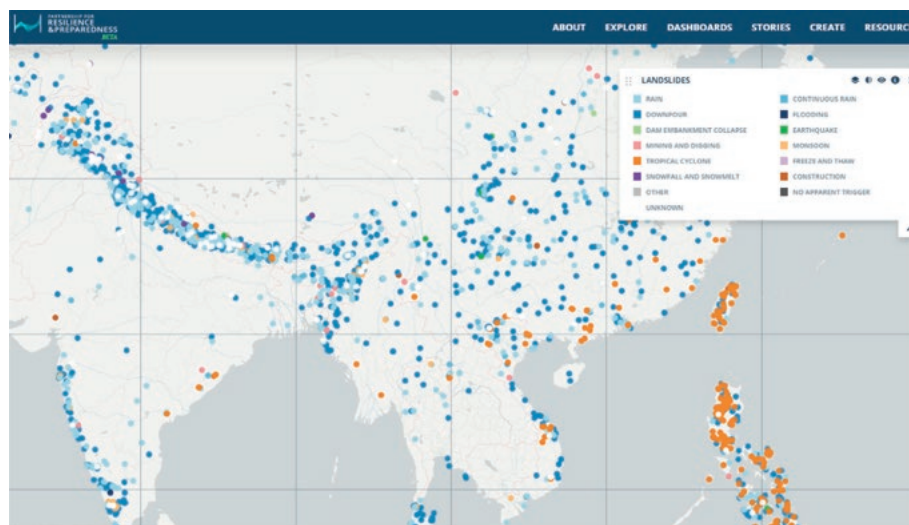 PARTNERSHIP FOR
RESILIENCE
&PREPAREDNESS
BETA
ABOUT EXPLORE DASHBOARDS STORIES CREATE RESOURC
LANDSLIDES
RAIN CONTINUOUS RAIN
DOWNPOUR FLOODING
DAM EMBANKMENT COLLAPSE EARTHQUAKE
MINING AND DIGGING MONSOON
TROPICAL CYCLONE FREEZE AND THAW
SNOWFALL AND SNOWMELT CONSTRUCTION
OTHER NO APPARENT TRIGGER
UNKNOWN